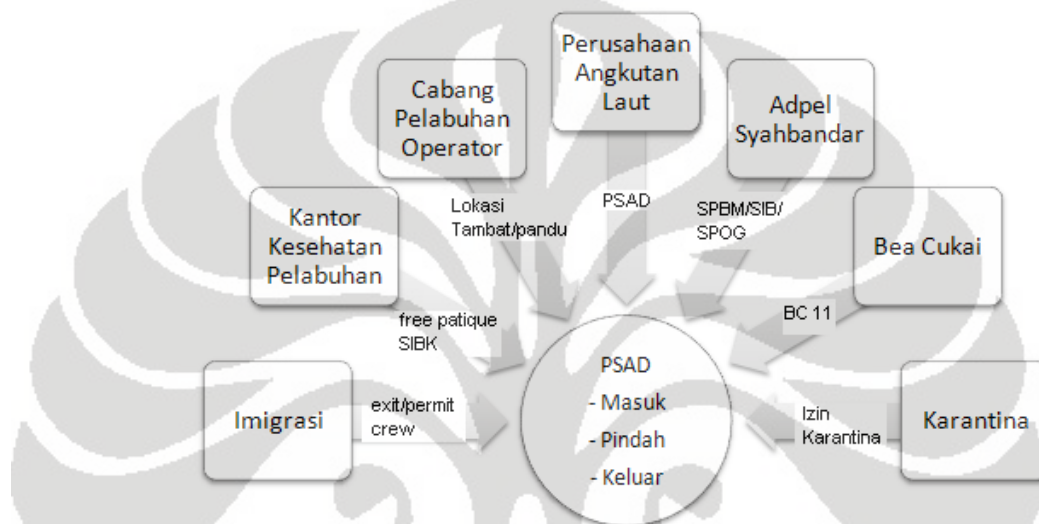 Perusahaan
Angkutan
Laut
Cabang
Pelabuhan
Operator
Adpel
Syahbandar
Kantor
Kesehatan
Pelabuhan
Lokasi
Tambat/pandu
PSAD
SPBM/SIB/
SPOG
Bea Cukai
free patique
SIBK
BC 11
Imigrasi
exit/permit
crew
PSAD
- Masuk
- Pindah
- Keluar
Izin
Karantina
Karantina